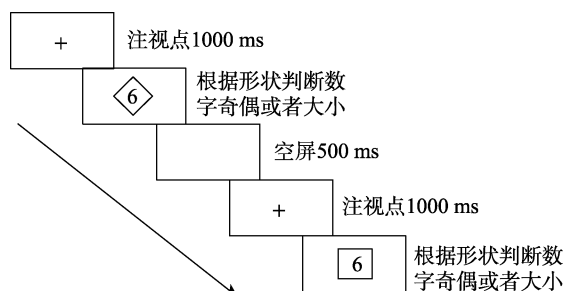 +
注视点1000 ms
6
根据形状判断数
字奇偶或者大小
空屏500 ms
+
注视点1000 ms
6
根据形状判断数
字奇偶或者大小